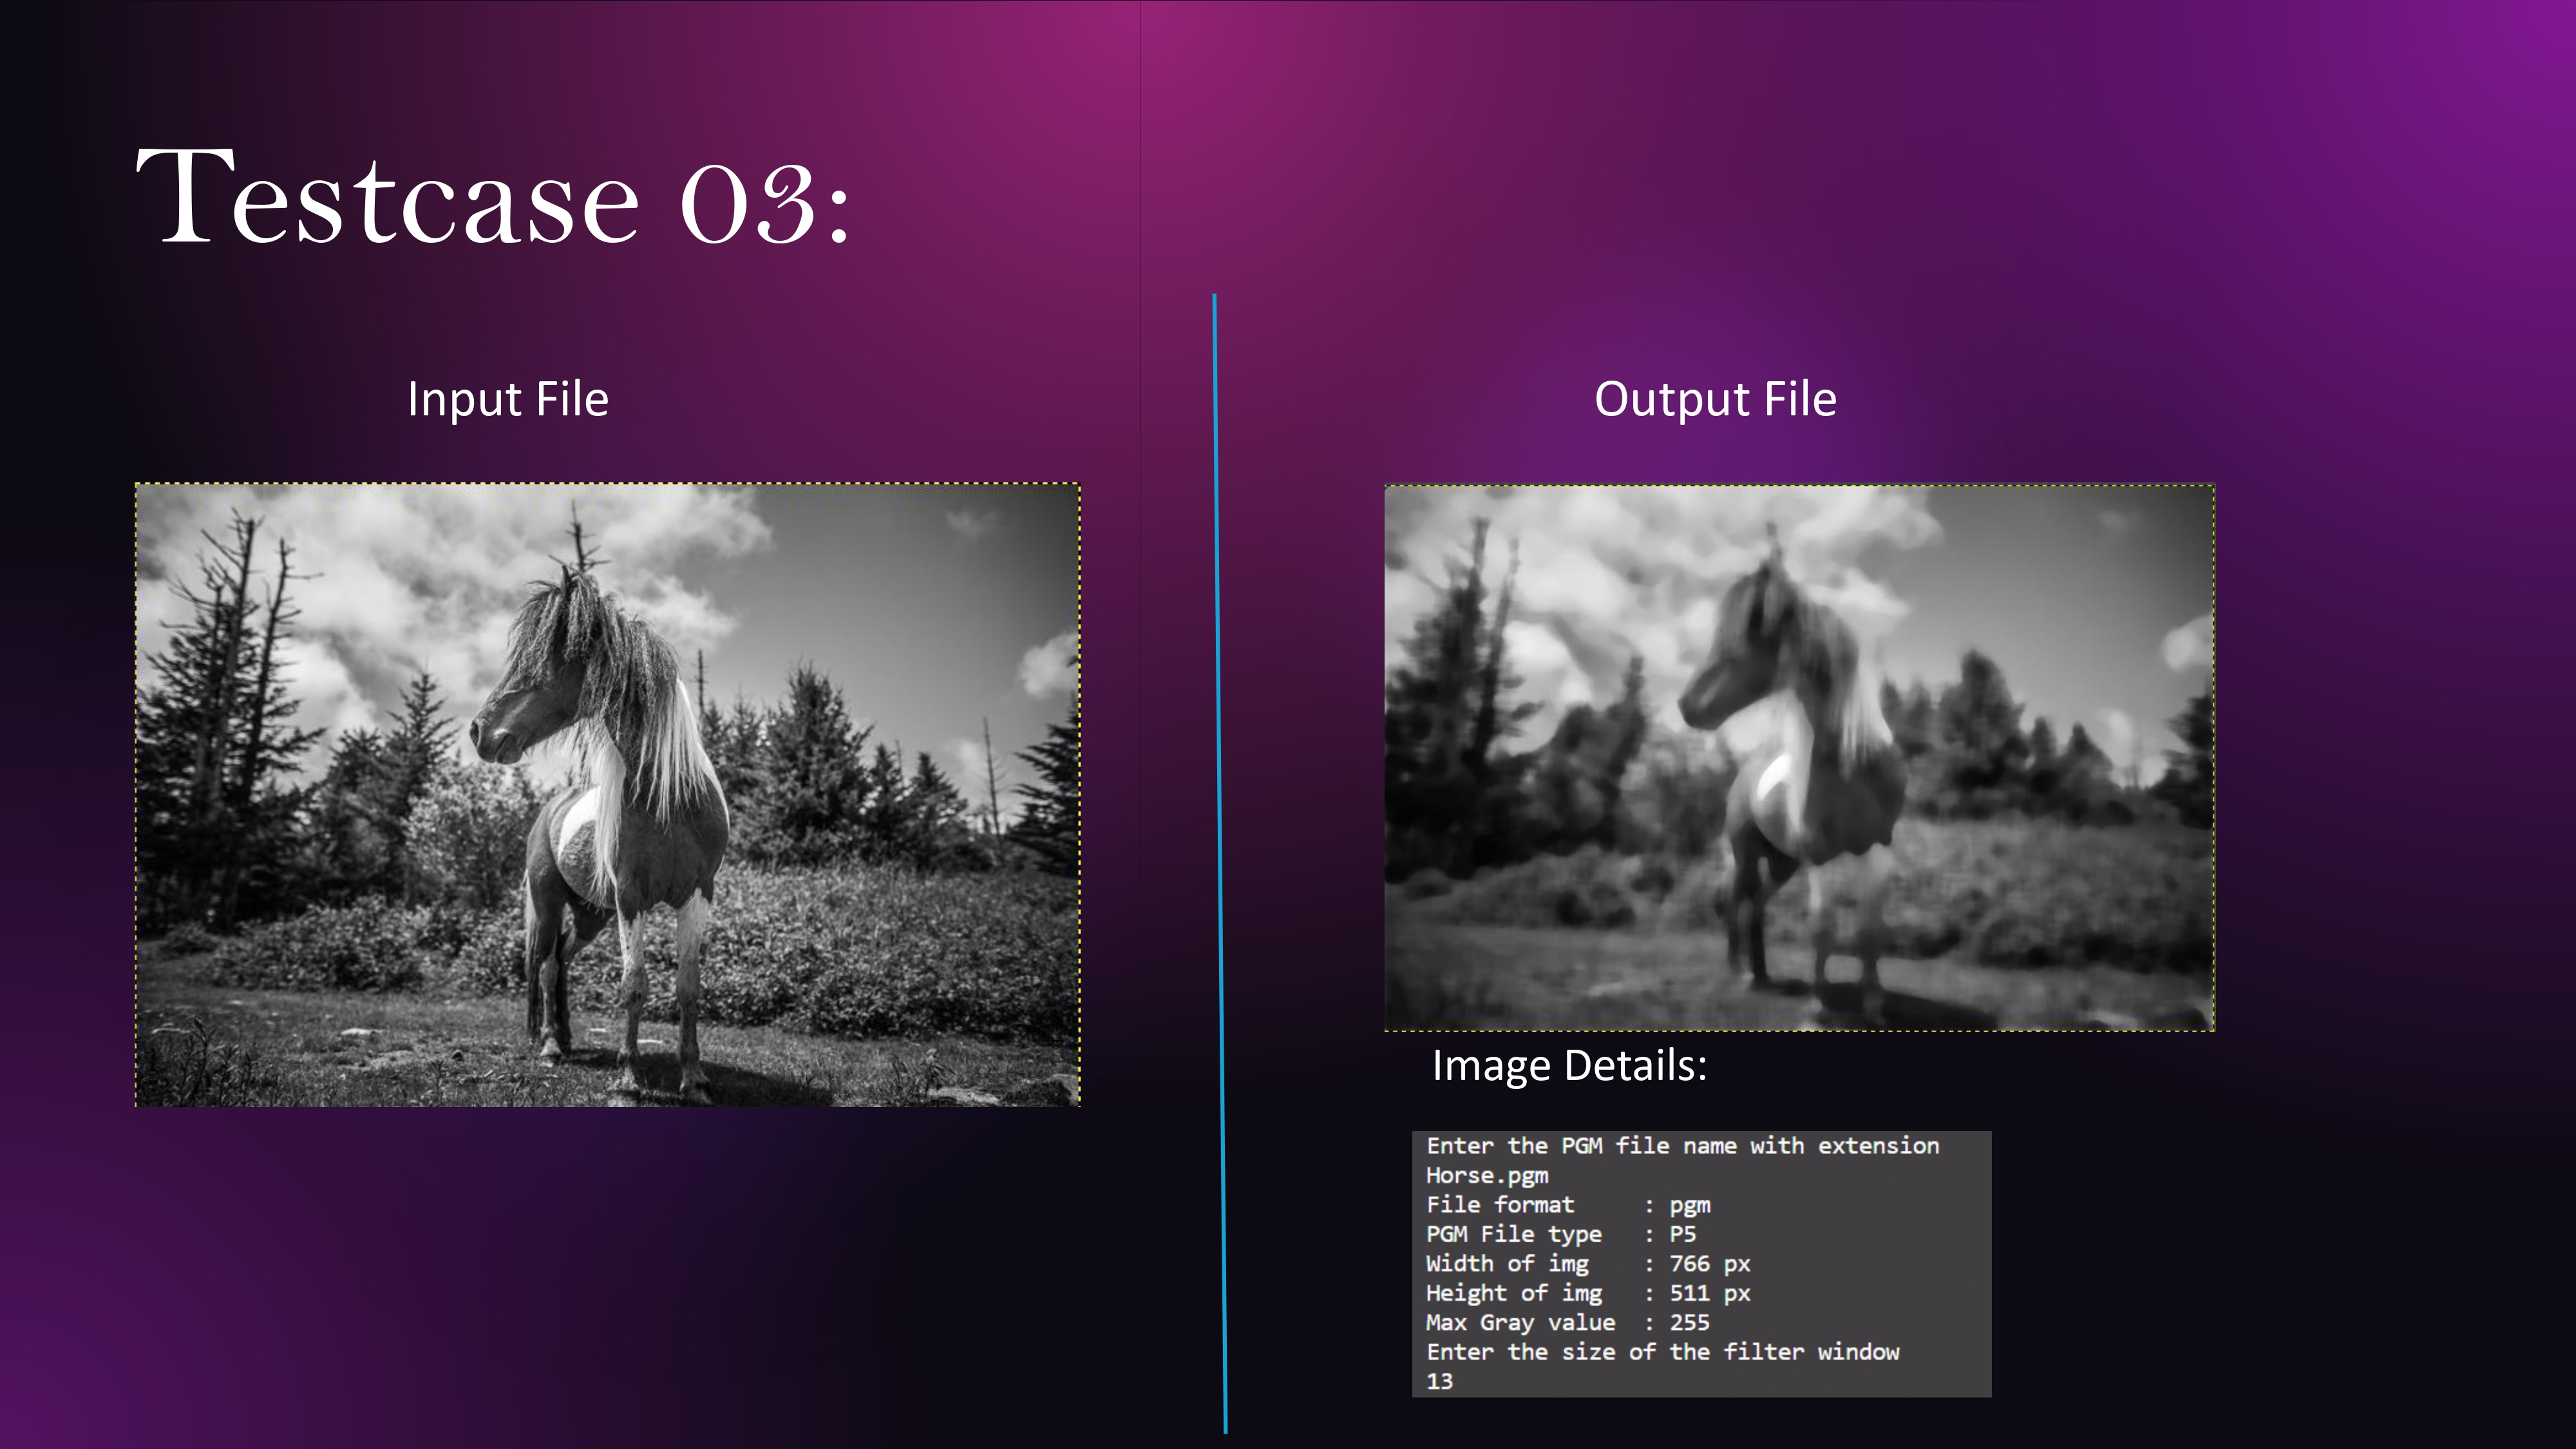 Testcase 03:
Input File
Output File
Image Details:
Enter the PGM file name with extension
Horse.pgm
File format : pgm
PGM File type : P5
Width of img : 766 px
Height of img : 511 px
Max Gray value : 255
Enter the size of the filter window
13